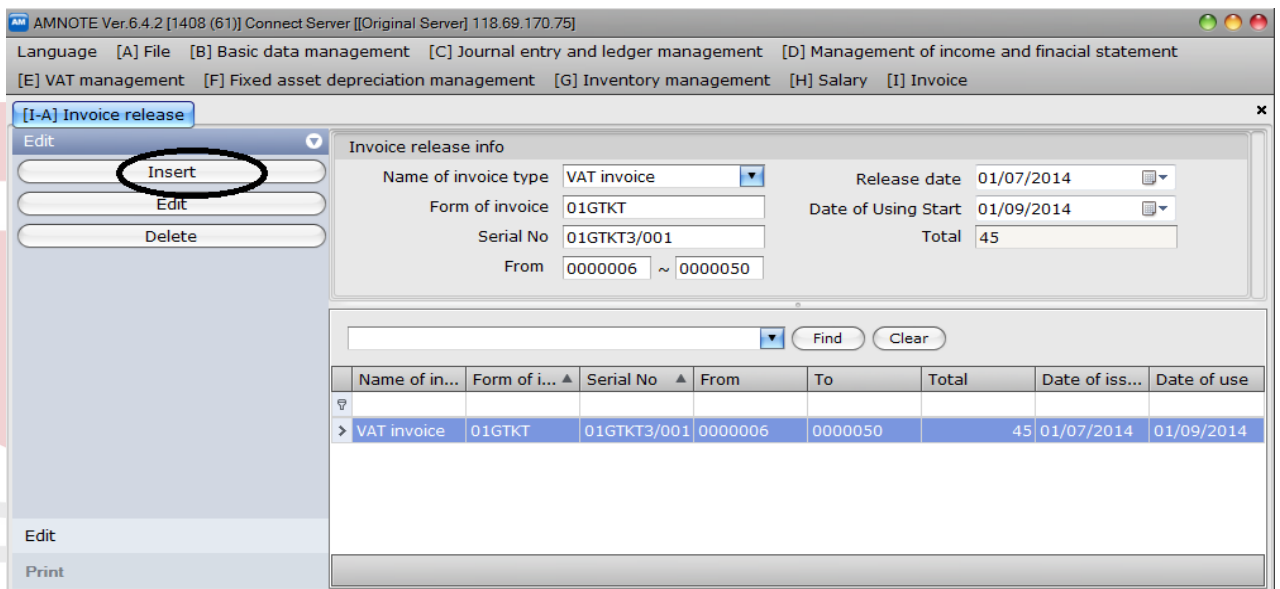 AM AMNOTE Ver.6.4.2 [1408 (61)] Connect Server [[Original Server] 118.69.170.75]
Language [A] File [B] Basic data management [C] Journal entry and ledger management [D] Management of income and finacial statement
[E] VAT management [F] Fixed asset depreciation management [G] Inventory management [H] Salary [I] Invoice
[I-A] Invoice release x
Edit
Insert
Edit
Delete
Invoice release info
Name of invoice type VAT invoice Release date 01/07/2014
Form of invoice 01GTKT Date of Using Start 01/09/2014
Serial No 01GTKT3/001 Total 45
From 0000006 ~ 0000050
Find Clear
Name of in... Form of i... Serial No From To Total Date of iss... Date of use
VAT invoice 01GTKT 01GTKT3/001 0000006 0000050 45 01/07/2014 01/09/2014
Edit
Print